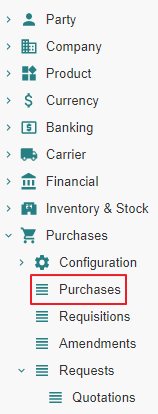 Party
Company
Product
Currency
Banking
Carrier
Financial
Inventory & Stock
Purchases
Configuration
Purchases
Requisitions
Amendments
Requests
Quotations